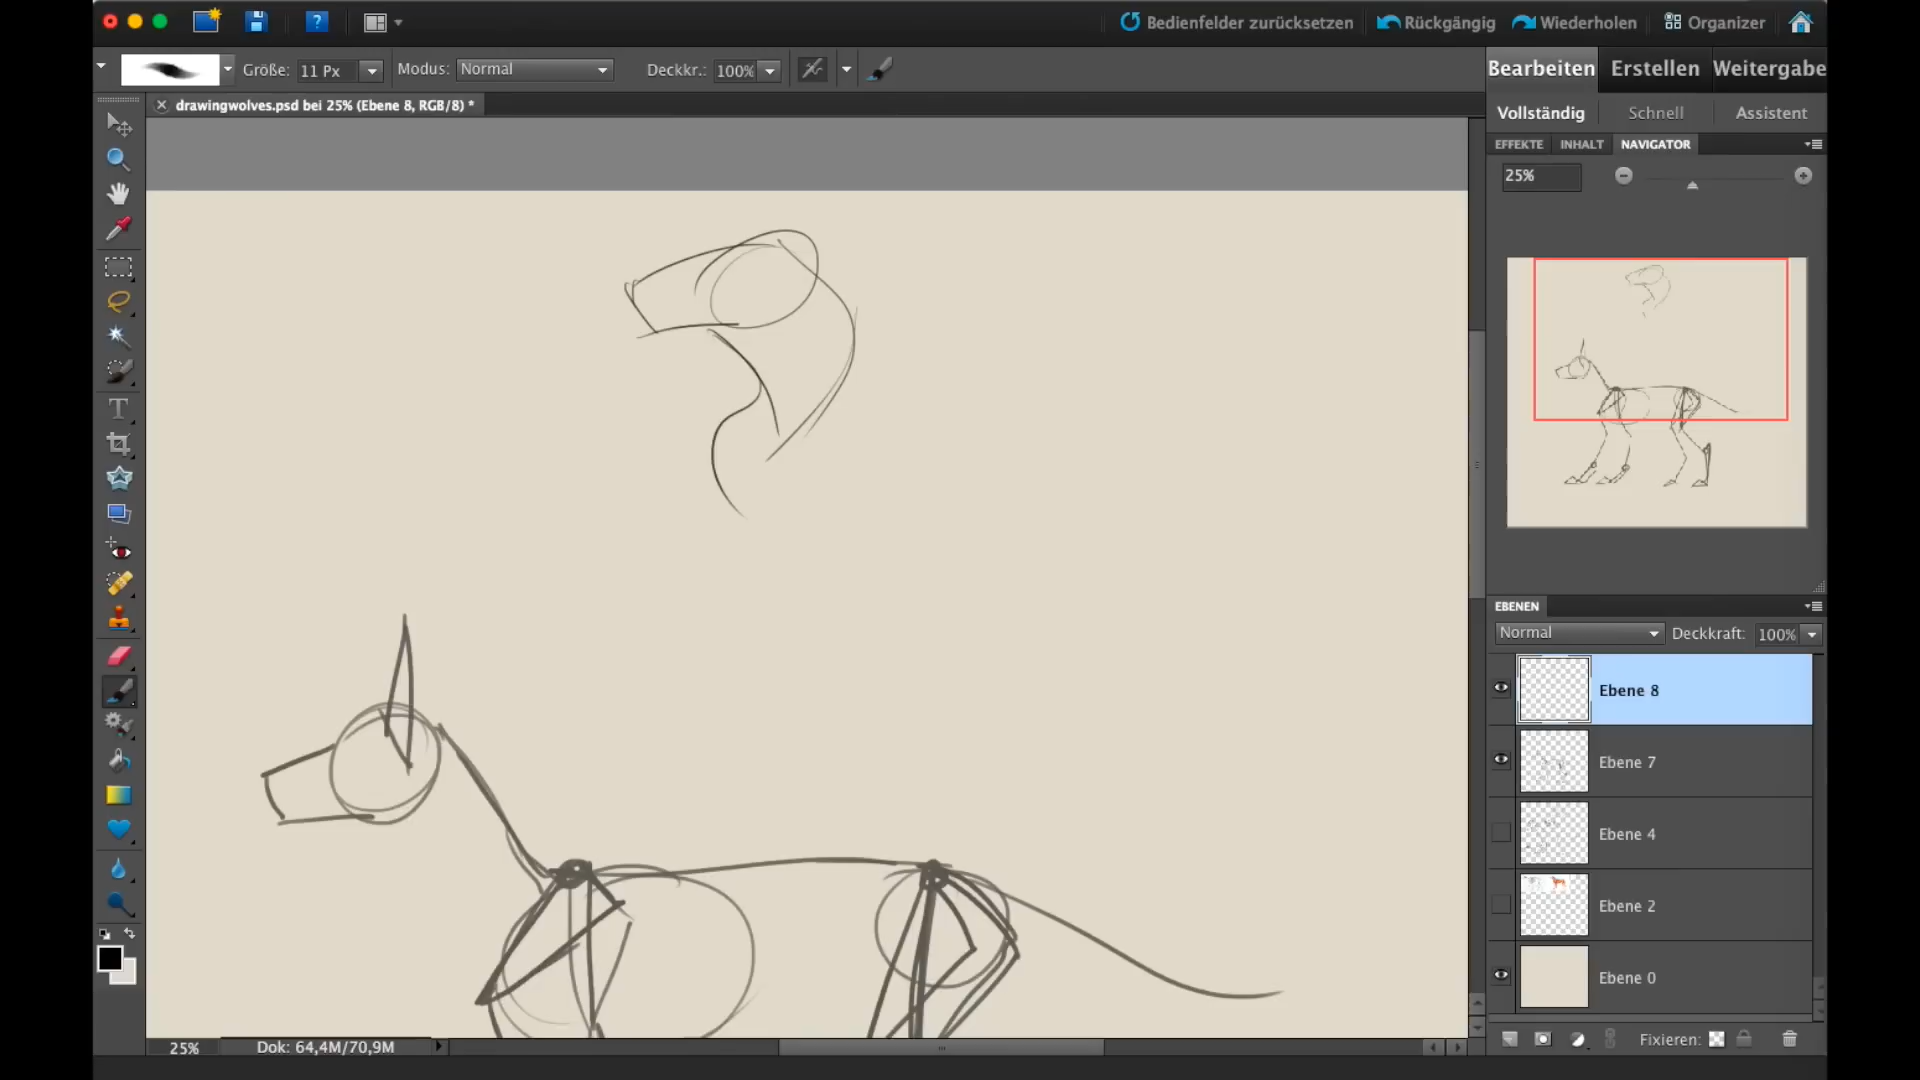 ?
Bedienfelder zurücksetzen Rückgängig Wiederholen Organizer
Größe: 11 Px Modus: Normal Deckkr.: 100%
Bearbeiten Erstellen Weitergabe
drawingwolves.psd bei 25% (Ebene 8, RGB/8) *
Vollständig Schnell Assistent
EFFEKTE INHALT NAVIGATOR
25%
T
EBENEN
Normal Deckkraft: 100%
Ebene 8
Ebene 7
Ebene 4
Ebene 2
Ebene 0
Fixieren:
25% Dok: 64,4M/70,9M